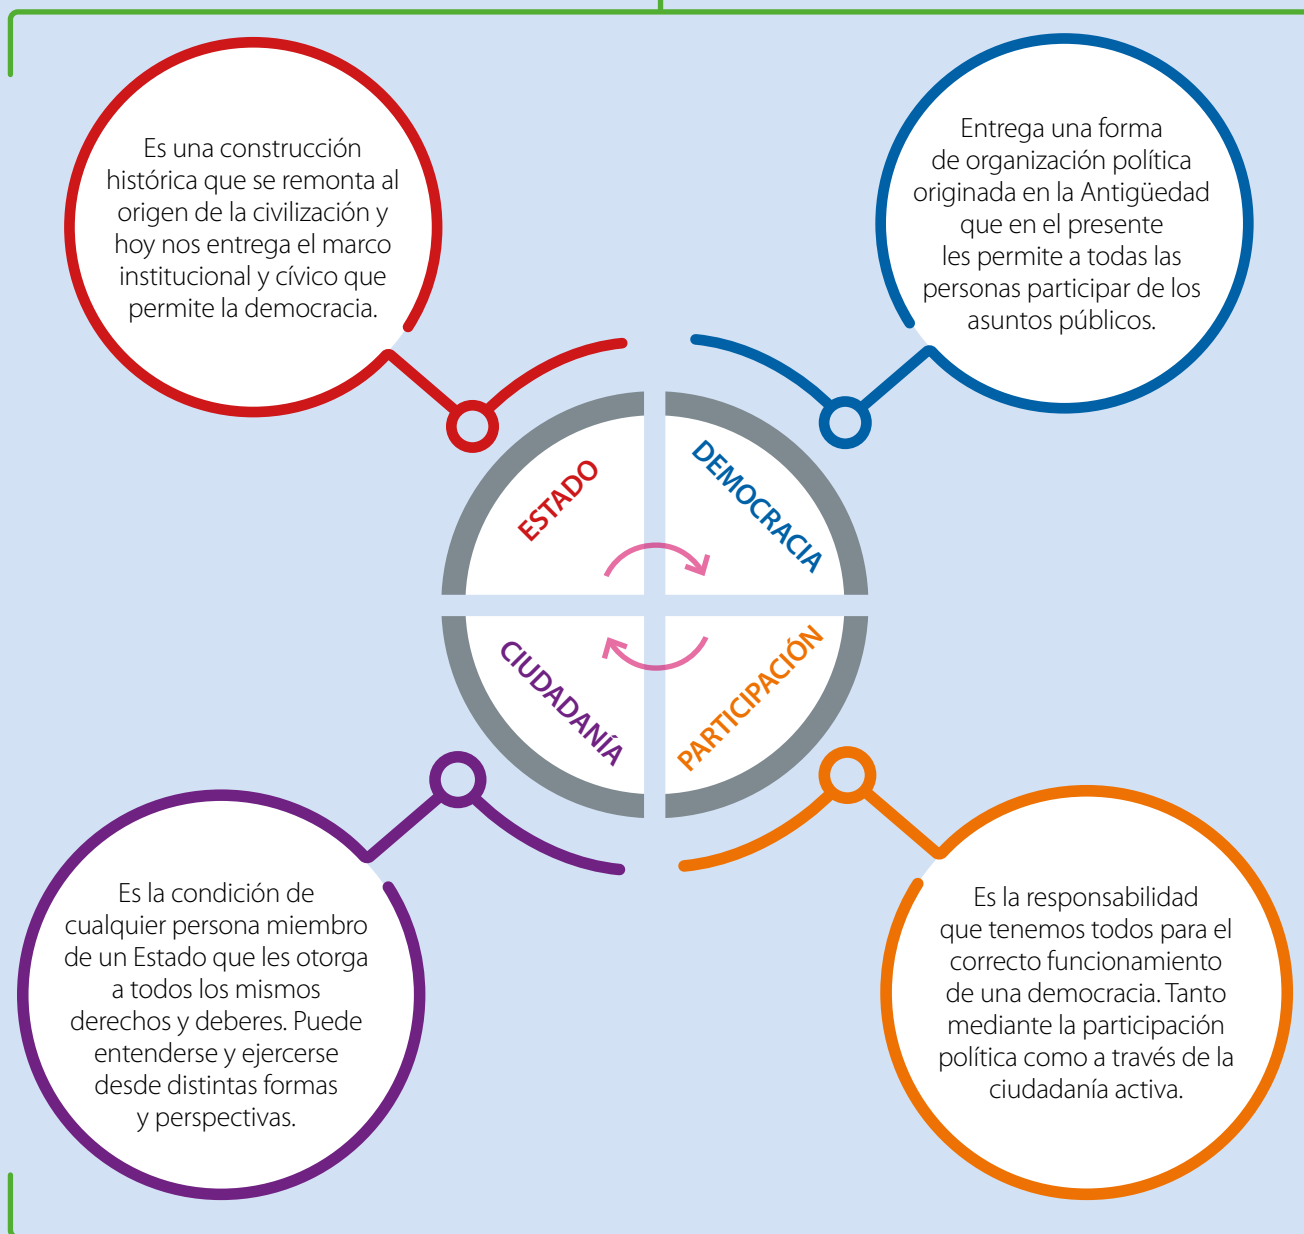 Es una construcción
histórica que se remonta al
origen de la civilización y
hoy nos entrega el marco
institucional y cívico que
permite la democracia.
Entrega una forma
de organización política
originada en la Antigüedad
que en el presente
les permite a todas las
personas participar de los
asuntos públicos.
ESTADO
DEMOCRACIA
CIUDADANÍA
PARTICIPACIÓN
Es la condición de
cualquier persona miembro
de un Estado que les otorga
a todos los mismos
derechos y deberes. Puede
entenderse y ejercerse
desde distintas formas
y perspectivas.
Es la responsabilidad
que tenemos todos para el
correcto funcionamiento
de una democracia. Tanto
mediante la participación
política como a través de la
ciudadanía activa.